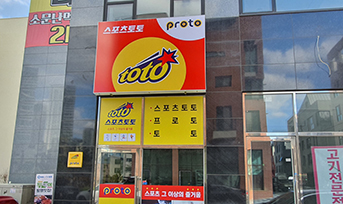 소문난
스포츠토토
proto
toto
toto
스포츠토토
·스포츠토토
·프로토
·토토
스포츠 그 이상의 즐거움
고기전문점